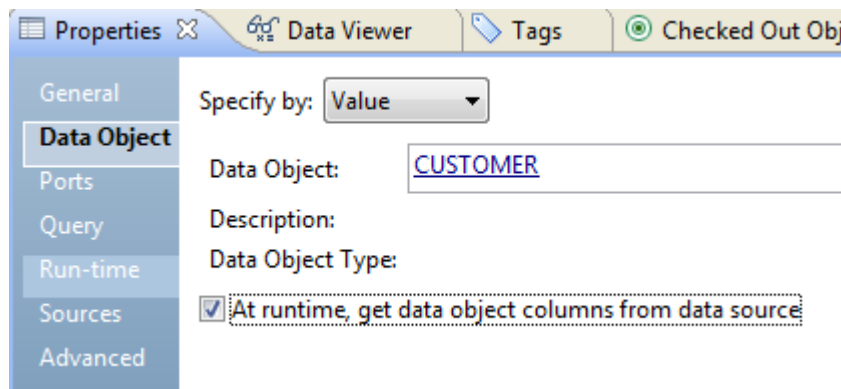 Properties Data Viewer Tags Checked Out Obj
General
Specify by: Value
Data Object
Data Object: CUSTOMER
Ports
Description:
Query
Data Object Type:
Run-time
At runtime, get data object columns from data source
Sources
Advanced